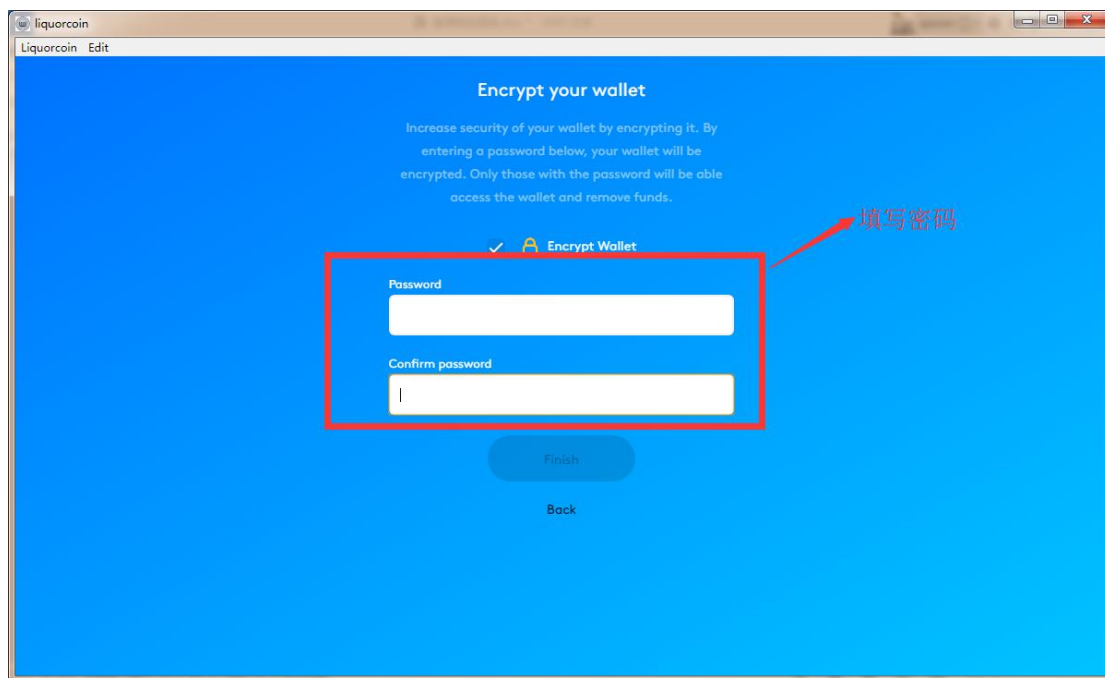 liquorcoin
Liquorcoin Edit
Encrypt your wallet
Increase security of your wallet by encrypting it. By
entering a password below, your wallet will be
encrypted. Only those with the password will be able
access the wallet and remove funds.
填写密码
Encrypt Wallet
Password
Confirm password
Finish
Back